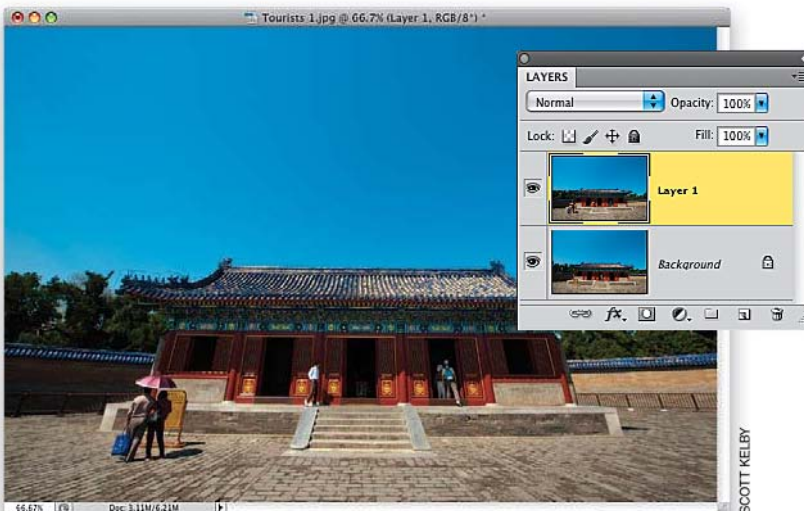 Tourists 1.jpg @ 66.7% (Layer 1, RGB/8*) *
LAYERS
Normal
Opacity: 100%
Lock:
Fill: 100%
Layer 1
Background
fx
66.67%
Doc: 3.11M/6.21M
SCOTT KELBY